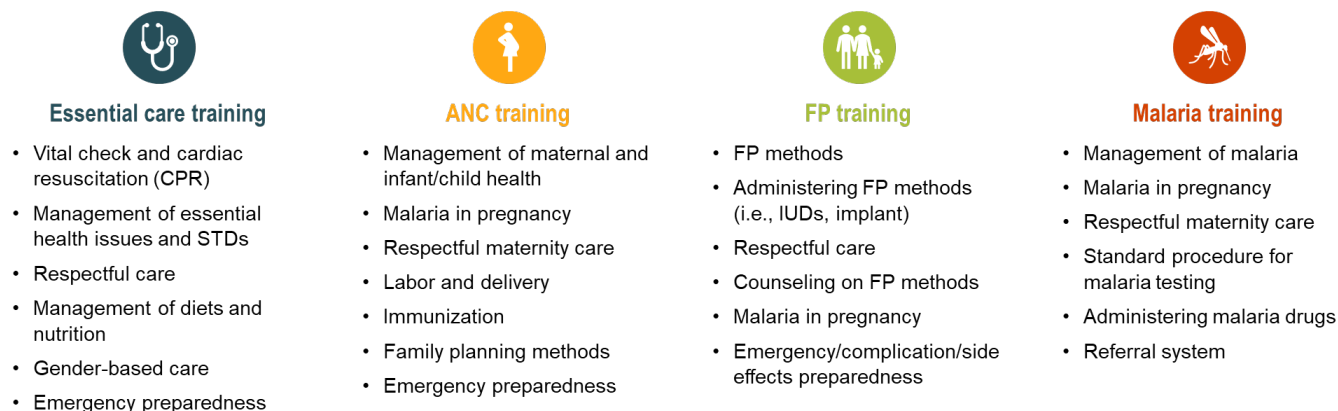 Essential care training
• Vital check and cardiac
resuscitation (CPR)
• Management of essential
health issues and STDs
• Respectful care
• Management of diets and
nutrition
• Gender-based care
• Emergency preparedness
ANC training
• Management of maternal and
infant/child health
• Malaria in pregnancy
• Respectful maternity care
• Labor and delivery
• Immunization
• Family planning methods
• Emergency preparedness
FP training
• FP methods
• Administering FP methods
(i.e., IUDs, implant)
• Respectful care
• Counseling on FP methods
• Malaria in pregnancy
• Emergency/complication/side
effects preparedness
Malaria training
• Management of malaria
• Malaria in pregnancy
• Respectful maternity care
• Standard procedure for
malaria testing
• Administering malaria drugs
• Referral system